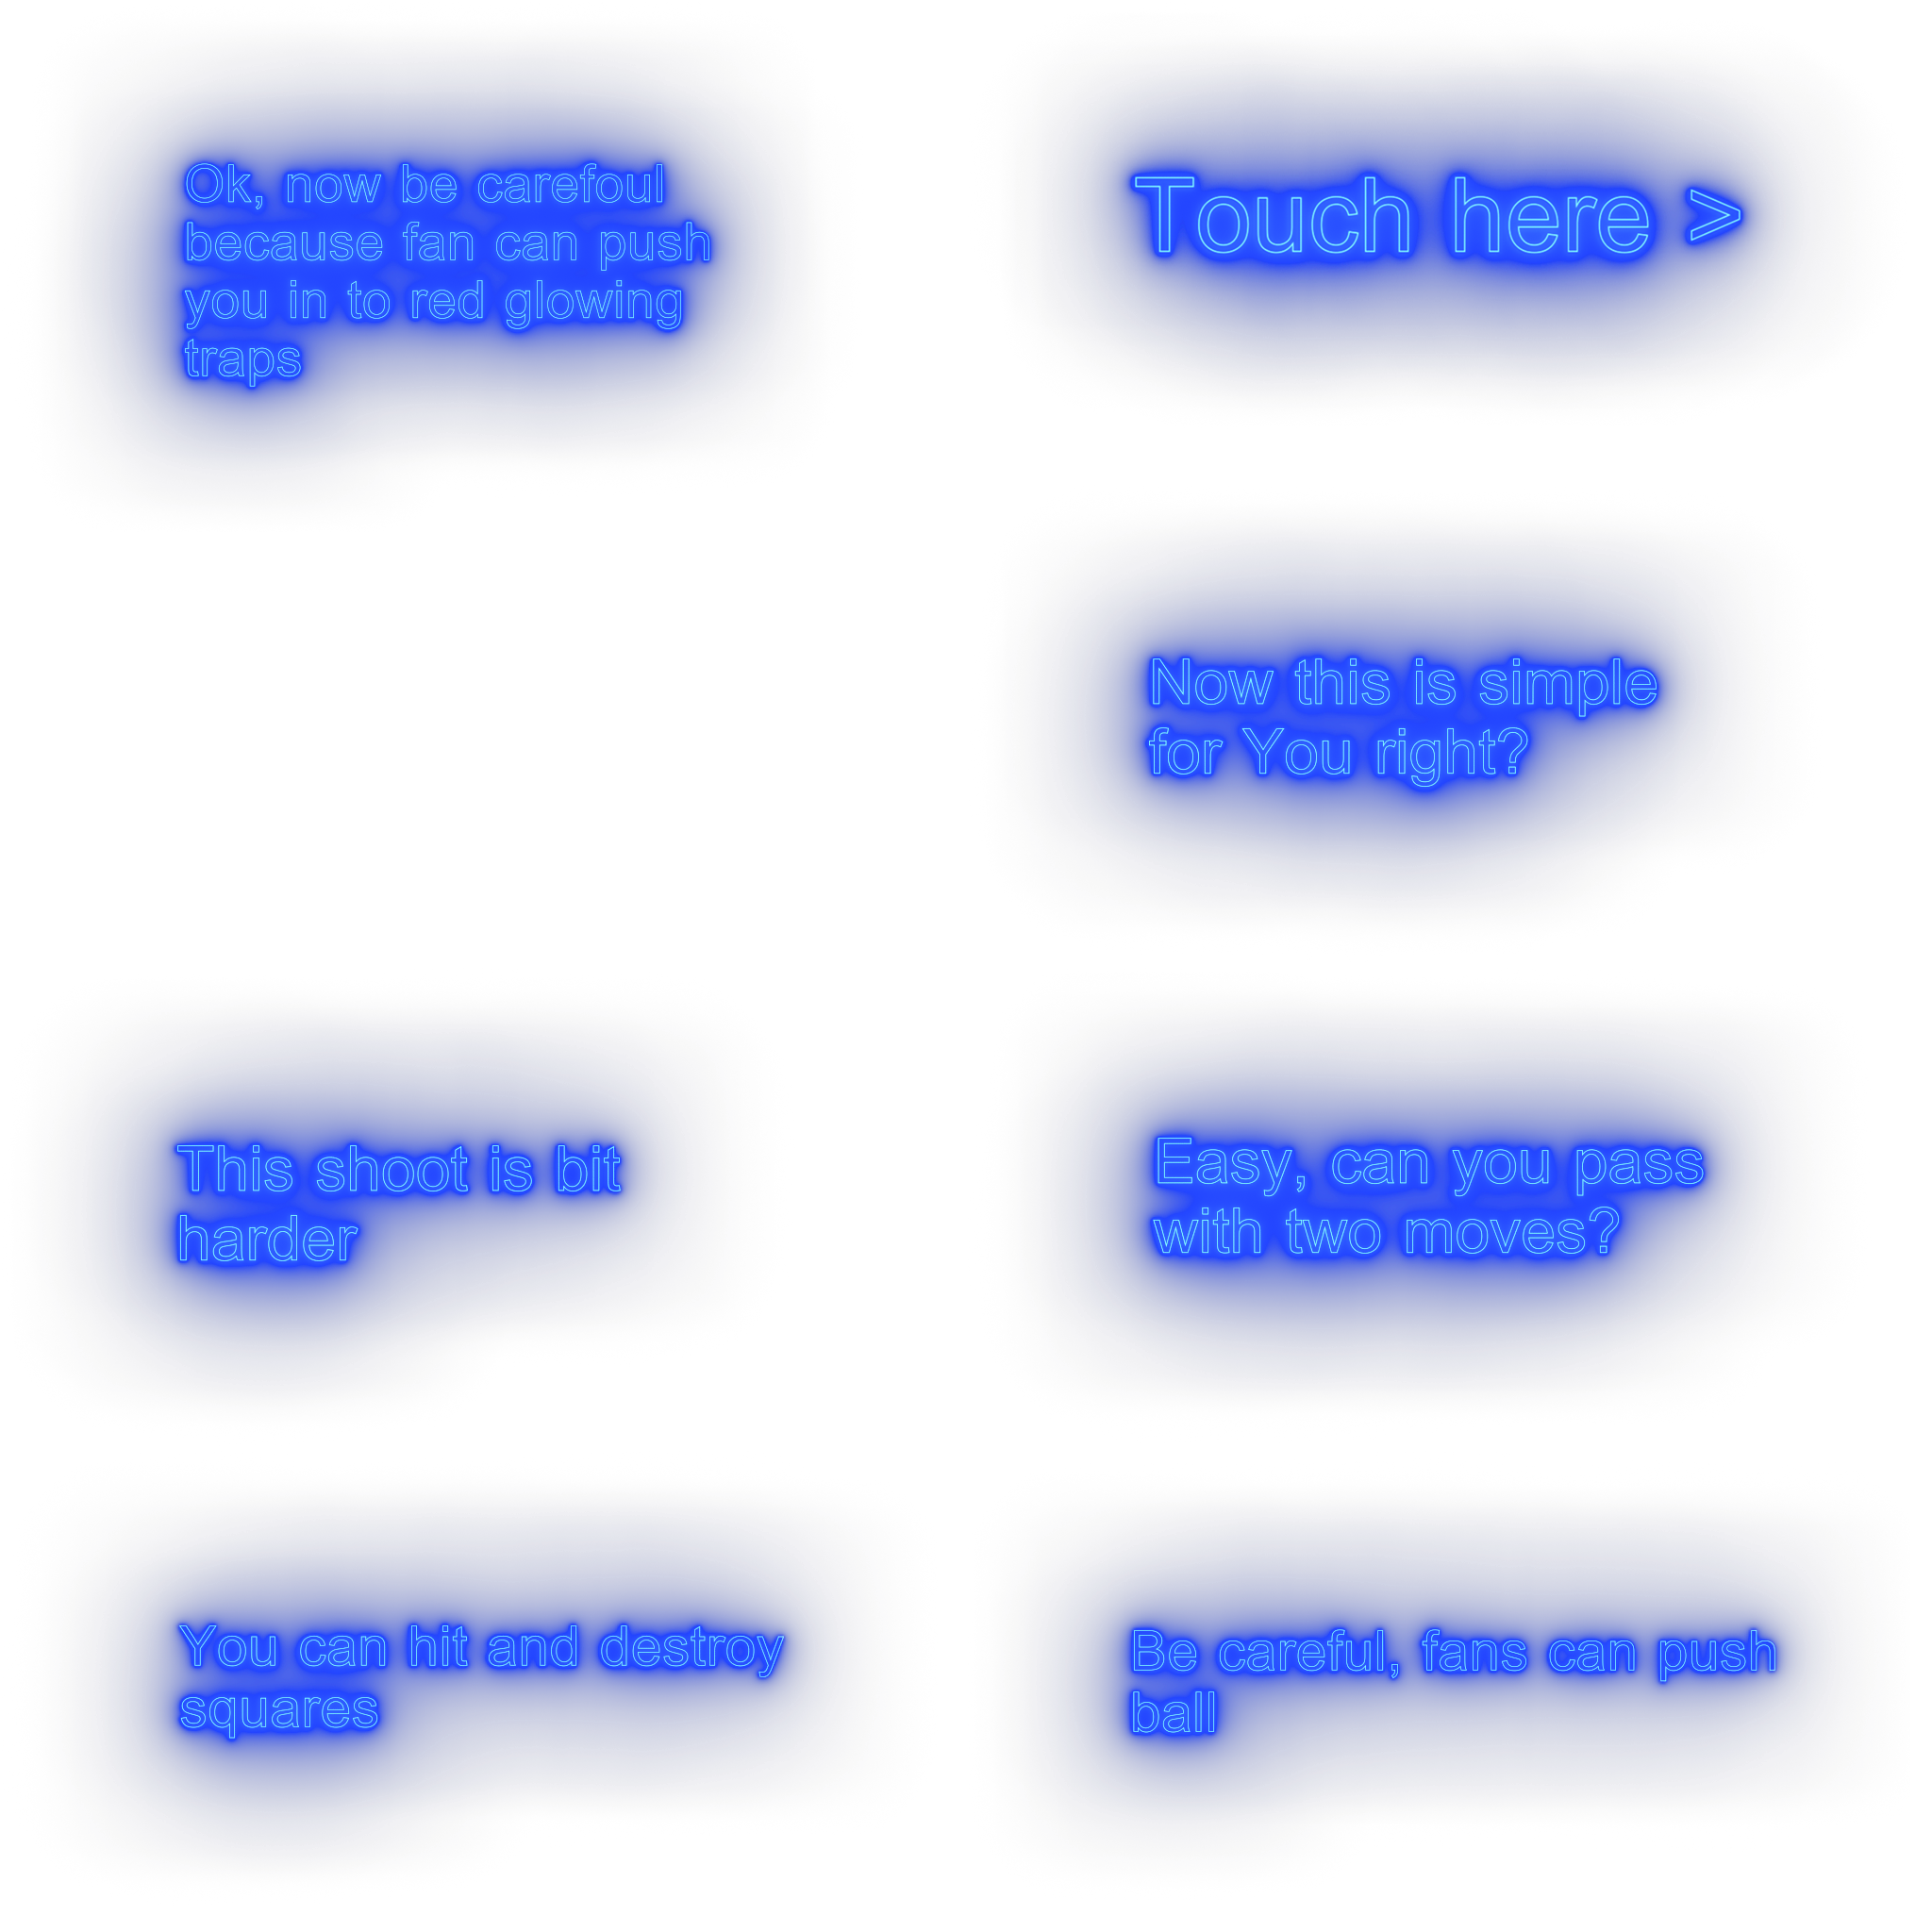 Ok, now be carefoul
because fan can push
you in to red glowing
traps
Touch here >
Now this is simple
for You right?
This shoot is bit
harder
Easy, can you pass
with two moves?
You can hit and destroy
squares
Be careful, fans can push
ball